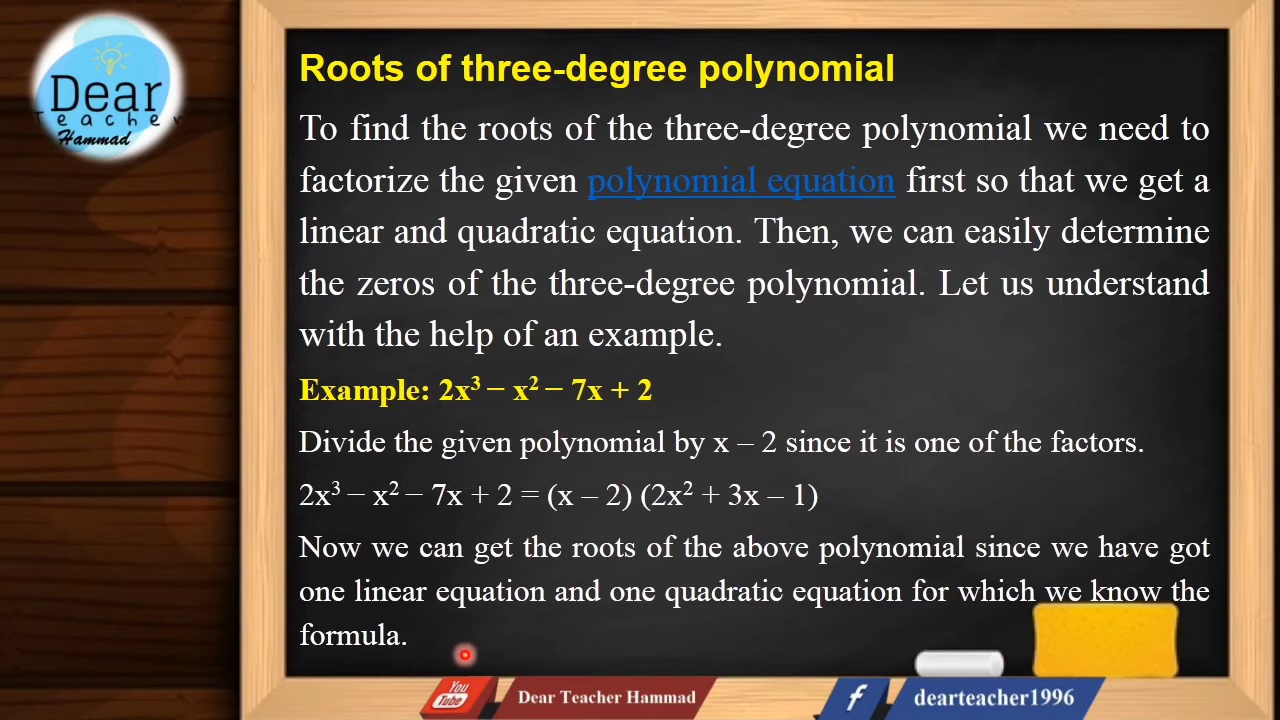 Dear
Teacher
Hammad
Roots of three-degree polynomial
To find the roots of the three-degree polynomial we need to
factorize the given polynomial equation first so that we get a
linear and quadratic equation. Then, we can easily determine
the zeros of the three-degree polynomial. Let us understand
with the help of an example.
Example: 2x³ − x² − 7x + 2
Divide the given polynomial by x – 2 since it is one of the factors.
2x³ − x² − 7x + 2 = (x – 2) (2x² + 3x – 1)
Now we can get the roots of the above polynomial since we have got
one linear equation and one quadratic equation for which we know the
formula.
You
Tube
Dear Teacher Hammad
f
dearteacher1996